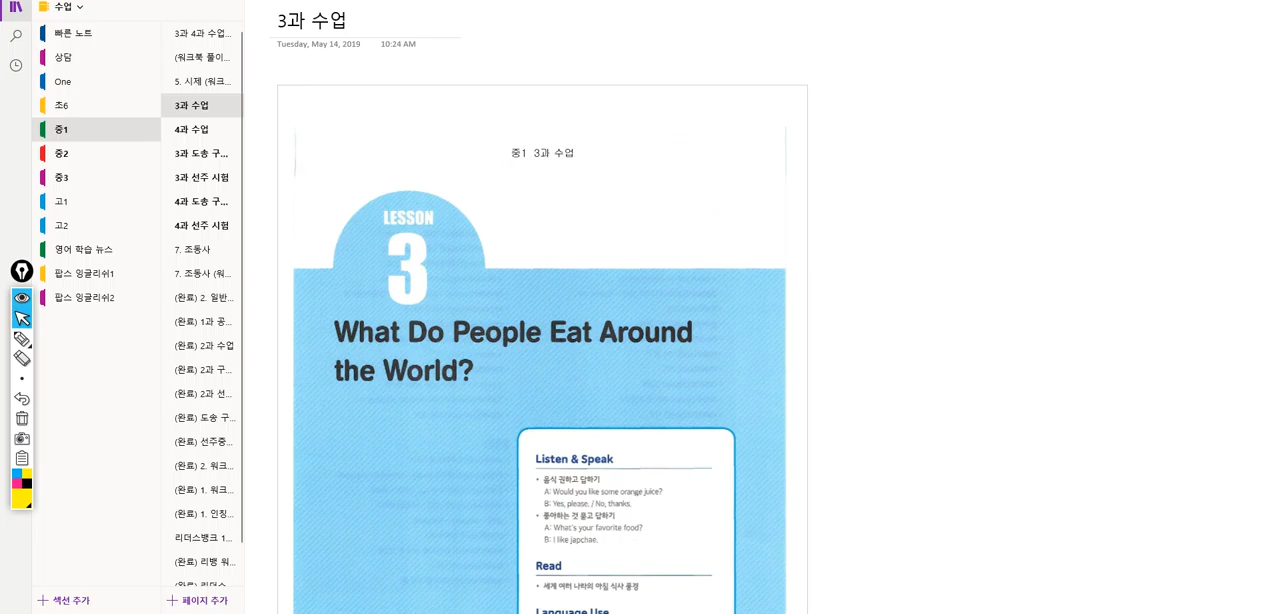 수업
빠른 노트
상담
One
초6
중1
중2
중3
고1
고2
영어 학습 뉴스
팝스 잉글리쉬1
팝스 잉글리쉬2
섹션 추가
3과 4과 수업...
(워크북 풀이...
5. 시제 (워크...
3과 수업
4과 수업
3과 도송 구...
3과 선주 시험
4과 도송 구...
4과 선주 시험
7. 조동사
7. 조동사 (워...
(완료) 2. 일반...
(완료) 1과 공...
(완료) 2과 수업
(완료) 2과 구...
(완료) 2과 선...
(완료) 도송 구...
(완료) 선주중...
(완료) 2. 워크...
(완료) 1. 워크...
(완료) 1. 인칭...
리더스뱅크 1...
(완료) 리뱅 워...
페이지 추가
3과 수업
Tuesday, May 14, 2019 10:24 AM
중1 3과 수업
LESSON
3
What Do People Eat Around
the World?
Listen & Speak
• 음식 권하고 답하기
A: Would you like some orange juice?
B: Yes, please. / No, thanks.
• 좋아하는 것 묻고 답하기
A: What's your favorite food?
B: I like japchae.
Read
• 세계 여러 나라의 아침 식사 풍경
Language Use